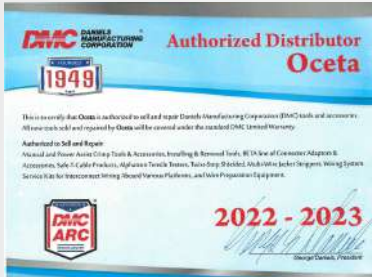 DMC DANIELS
MANUFACTURING
CORPORATION
1949
Authorized Distributor
Oceta
This is to certify that Oceta is authorized to sell and repair Daniels Manufacturing Corporation (DMC) tools and accessories.
All new tools sold and repaired by Oceta will be covered under the standard DMC Limited Warranty.
Authorized to Sell and Repair
Manual and Power Assist Crimp Tools & Accessories, Installing & Removal Tools, BETA line of Connector Adapters &
Accessories, Safe-T-Cable Products, Alphatron Tensile Testers, Twist-Stop Shielded, Multi-Wire Jacket Strippers, Wiring System
Service Kits for Interconnect Wiring Aboard Various Platforms, and Wire Preparation Equipment.
DMC
ARC
2022 - 2023
George Daniels, President